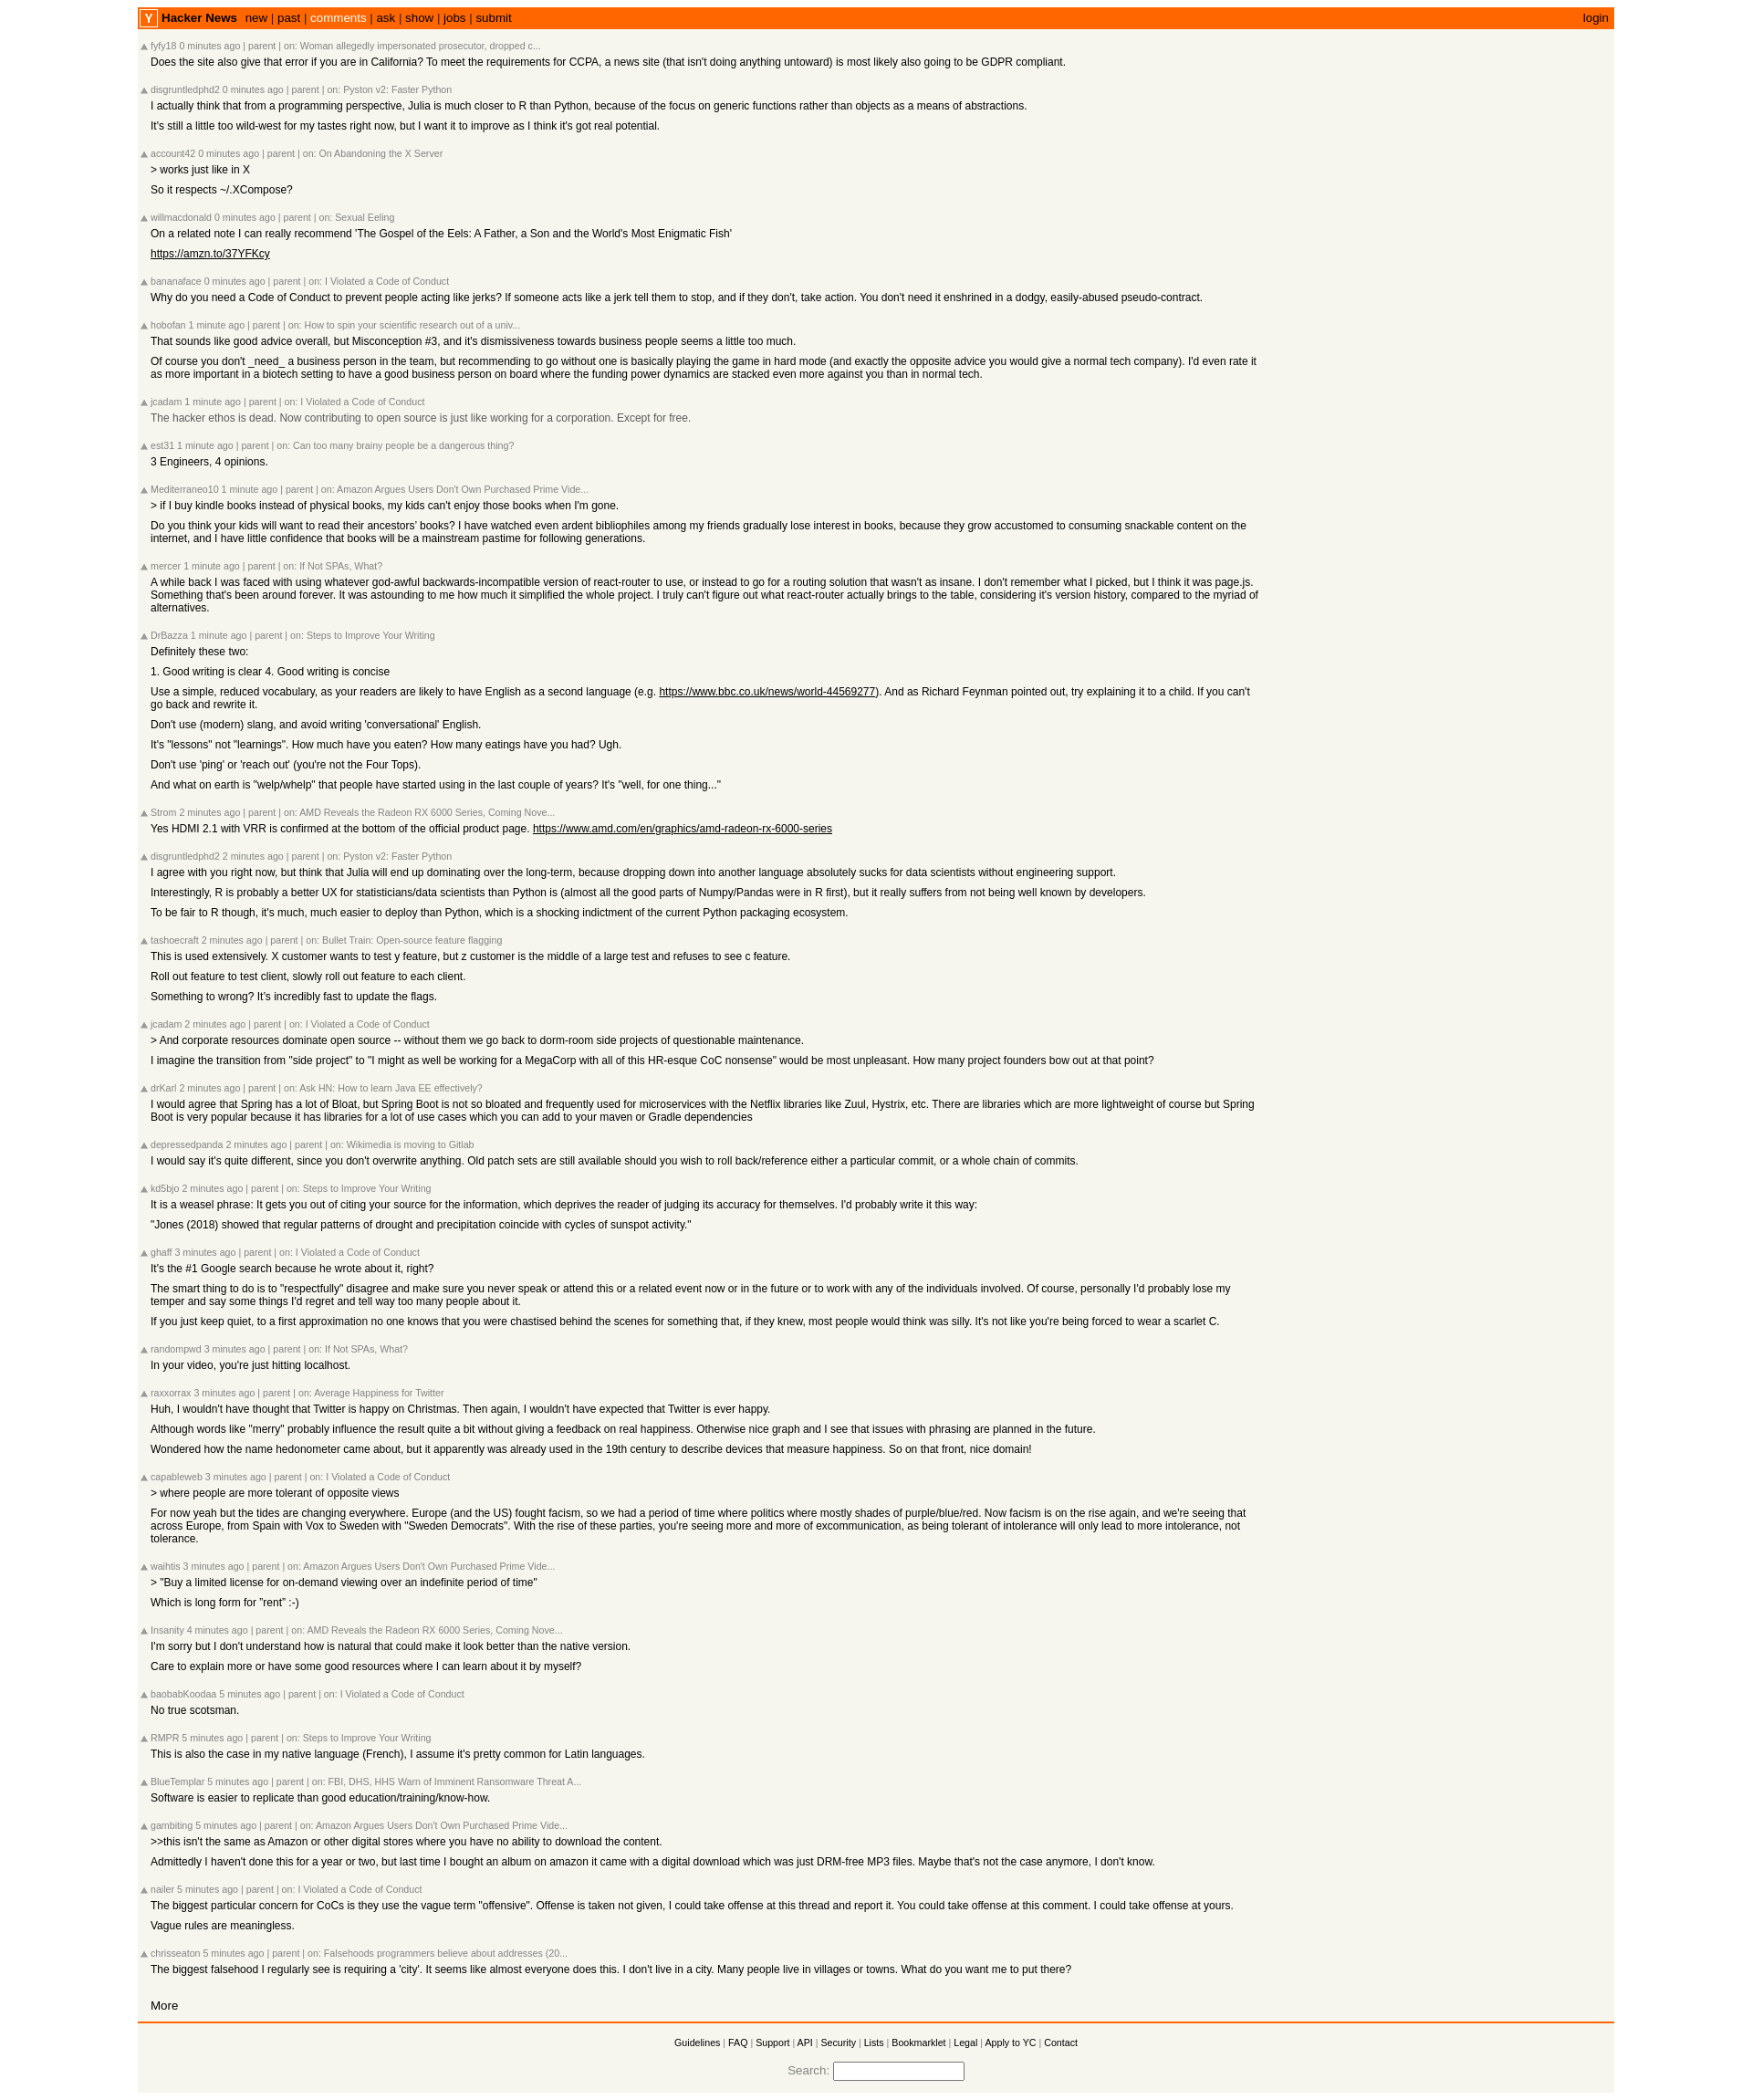 Y Hacker News new | past | comments | ask | show | jobs | submit login
fyfy18 0 minutes ago | parent | on: Woman allegedly impersonated prosecutor, dropped c...
Does the site also give that error if you are in California? To meet the requirements for CCPA, a news site (that isn't doing anything untoward) is most likely also going to be GDPR compliant.
disgruntledphd2 0 minutes ago | parent | on: Pyston v2: Faster Python
I actually think that from a programming perspective, Julia is much closer to R than Python, because of the focus on generic functions rather than objects as a means of abstractions.
It's still a little too wild-west for my tastes right now, but I want it to improve as I think it's got real potential.
account42 0 minutes ago | parent | on: On Abandoning the X Server
> works just like in X
So it respects ~/.XCompose?
willmacdonald 0 minutes ago | parent | on: Sexual Eeling
On a related note I can really recommend 'The Gospel of the Eels: A Father, a Son and the World's Most Enigmatic Fish'
https://amzn.to/37YFKcy
bananaface 0 minutes ago | parent | on: I Violated a Code of Conduct
Why do you need a Code of Conduct to prevent people acting like jerks? If someone acts like a jerk tell them to stop, and if they don't, take action. You don't need it enshrined in a dodgy, easily-abused pseudo-contract.
hobofan 1 minute ago | parent | on: How to spin your scientific research out of a univ...
That sounds like good advice overall, but Misconception #3, and it's dismissiveness towards business people seems a little too much.
Of course you don't _need_ a business person in the team, but recommending to go without one is basically playing the game in hard mode (and exactly the opposite advice you would give a normal tech company). I'd even rate it
as more important in a biotech setting to have a good business person on board where the funding power dynamics are stacked even more against you than in normal tech.
jcadam 1 minute ago | parent | on: I Violated a Code of Conduct
The hacker ethos is dead. Now contributing to open source is just like working for a corporation. Except for free.
est31 1 minute ago | parent | on: Can too many brainy people be a dangerous thing?
3 Engineers, 4 opinions.
Mediterraneo10 1 minute ago | parent | on: Amazon Argues Users Don't Own Purchased Prime Vide...
> if I buy kindle books instead of physical books, my kids can't enjoy those books when I'm gone.
Do you think your kids will want to read their ancestors' books? I have watched even ardent bibliophiles among my friends gradually lose interest in books, because they grow accustomed to consuming snackable content on the
internet, and I have little confidence that books will be a mainstream pastime for following generations.
mercer 1 minute ago | parent | on: If Not SPAs, What?
A while back I was faced with using whatever god-awful backwards-incompatible version of react-router to use, or instead to go for a routing solution that wasn't as insane. I don't remember what I picked, but I think it was page.js.
Something that's been around forever. It was astounding to me how much it simplified the whole project. I truly can't figure out what react-router actually brings to the table, considering it's version history, compared to the myriad of
alternatives.
DrBazza 1 minute ago | parent | on: Steps to Improve Your Writing
Definitely these two:
1. Good writing is clear 4. Good writing is concise
Use a simple, reduced vocabulary, as your readers are likely to have English as a second language (e.g. https://www.bbc.co.uk/news/world-44569277). And as Richard Feynman pointed out, try explaining it to a child. If you can't
go back and rewrite it.
Don't use (modern) slang, and avoid writing 'conversational' English.
It's "lessons" not "learnings". How much have you eaten? How many eatings have you had? Ugh.
Don't use 'ping' or 'reach out' (you're not the Four Tops).
And what on earth is "welp/whelp" that people have started using in the last couple of years? It's "well, for one thing..."
Strom 2 minutes ago | parent | on: AMD Reveals the Radeon RX 6000 Series, Coming Nove...
Yes HDMI 2.1 with VRR is confirmed at the bottom of the official product page. https://www.amd.com/en/graphics/amd-radeon-rx-6000-series
disgruntledphd2 2 minutes ago | parent | on: Pyston v2: Faster Python
I agree with you right now, but think that Julia will end up dominating over the long-term, because dropping down into another language absolutely sucks for data scientists without engineering support.
Interestingly, R is probably a better UX for statisticians/data scientists than Python is (almost all the good parts of Numpy/Pandas were in R first), but it really suffers from not being well known by developers.
To be fair to R though, it's much, much easier to deploy than Python, which is a shocking indictment of the current Python packaging ecosystem.
tashoecraft 2 minutes ago | parent | on: Bullet Train: Open-source feature flagging
This is used extensively. X customer wants to test y feature, but z customer is the middle of a large test and refuses to see c feature.
Roll out feature to test client, slowly roll out feature to each client.
Something to wrong? It's incredibly fast to update the flags.
jcadam 2 minutes ago | parent | on: I Violated a Code of Conduct
> And corporate resources dominate open source -- without them we go back to dorm-room side projects of questionable maintenance.
I imagine the transition from "side project" to "I might as well be working for a MegaCorp with all of this HR-esque CoC nonsense" would be most unpleasant. How many project founders bow out at that point?
drKarl 2 minutes ago | parent | on: Ask HN: How to learn Java EE effectively?
I would agree that Spring has a lot of Bloat, but Spring Boot is not so bloated and frequently used for microservices with the Netflix libraries like Zuul, Hystrix, etc. There are libraries which are more lightweight of course but Spring
Boot is very popular because it has libraries for a lot of use cases which you can add to your maven or Gradle dependencies
depressedpanda 2 minutes ago | parent | on: Wikimedia is moving to Gitlab
I would say it's quite different, since you don't overwrite anything. Old patch sets are still available should you wish to roll back/reference either a particular commit, or a whole chain of commits.
kd5bjo 2 minutes ago | parent | on: Steps to Improve Your Writing
It is a weasel phrase: It gets you out of citing your source for the information, which deprives the reader of judging its accuracy for themselves. I'd probably write it this way:
"Jones (2018) showed that regular patterns of drought and precipitation coincide with cycles of sunspot activity."
ghaff 3 minutes ago | parent | on: I Violated a Code of Conduct
It's the #1 Google search because he wrote about it, right?
The smart thing to do is to "respectfully" disagree and make sure you never speak or attend this or a related event now or in the future or to work with any of the individuals involved. Of course, personally I'd probably lose my
temper and say some things I'd regret and tell way too many people about it.
If you just keep quiet, to a first approximation no one knows that you were chastised behind the scenes for something that, if they knew, most people would think was silly. It's not like you're being forced to wear a scarlet C.
randompwd 3 minutes ago | parent | on: If Not SPAs, What?
In your video, you're just hitting localhost.
raxxorrax 3 minutes ago | parent | on: Average Happiness for Twitter
Huh, I wouldn't have thought that Twitter is happy on Christmas. Then again, I wouldn't have expected that Twitter is ever happy.
Although words like "merry" probably influence the result quite a bit without giving a feedback on real happiness. Otherwise nice graph and I see that issues with phrasing are planned in the future.
Wondered how the name hedonometer came about, but it apparently was already used in the 19th century to describe devices that measure happiness. So on that front, nice domain!
capableweb 3 minutes ago | parent | on: I Violated a Code of Conduct
> where people are more tolerant of opposite views
For now yeah but the tides are changing everywhere. Europe (and the US) fought facism, so we had a period of time where politics where mostly shades of purple/blue/red. Now facism is on the rise again, and we're seeing that
across Europe, from Spain with Vox to Sweden with "Sweden Democrats". With the rise of these parties, you're seeing more and more of excommunication, as being tolerant of intolerance will only lead to more intolerance, not
tolerance.
waihtis 3 minutes ago | parent | on: Amazon Argues Users Don't Own Purchased Prime Vide...
> "Buy a limited license for on-demand viewing over an indefinite period of time"
Which is long form for ”rent” :-)
Insanity 4 minutes ago | parent | on: AMD Reveals the Radeon RX 6000 Series, Coming Nove...
I'm sorry but I don't understand how is natural that could make it look better than the native version.
Care to explain more or have some good resources where I can learn about it by myself?
baobabKoodaa 5 minutes ago | parent | on: I Violated a Code of Conduct
No true scotsman.
RMPR 5 minutes ago | parent | on: Steps to Improve Your Writing
This is also the case in my native language (French), I assume it's pretty common for Latin languages.
BlueTemplar 5 minutes ago | parent | on: FBI, DHS, HHS Warn of Imminent Ransomware Threat A...
Software is easier to replicate than good education/training/know-how.
gambiting 5 minutes ago | parent | on: Amazon Argues Users Don't Own Purchased Prime Vide...
>>this isn't the same as Amazon or other digital stores where you have no ability to download the content.
Admittedly I haven't done this for a year or two, but last time I bought an album on amazon it came with a digital download which was just DRM-free MP3 files. Maybe that's not the case anymore, I don't know.
nailer 5 minutes ago | parent | on: I Violated a Code of Conduct
The biggest particular concern for CoCs is they use the vague term "offensive". Offense is taken not given, I could take offense at this thread and report it. You could take offense at this comment. I could take offense at yours.
Vague rules are meaningless.
chrisseaton 5 minutes ago | parent | on: Falsehoods programmers believe about addresses (20...
The biggest falsehood I regularly see is requiring a 'city'. It seems like almost everyone does this. I don't live in a city. Many people live in villages or towns. What do you want me to put there?
More
Guidelines | FAQ | Support | API | Security | Lists | Bookmarklet | Legal | Apply to YC | Contact
Search: